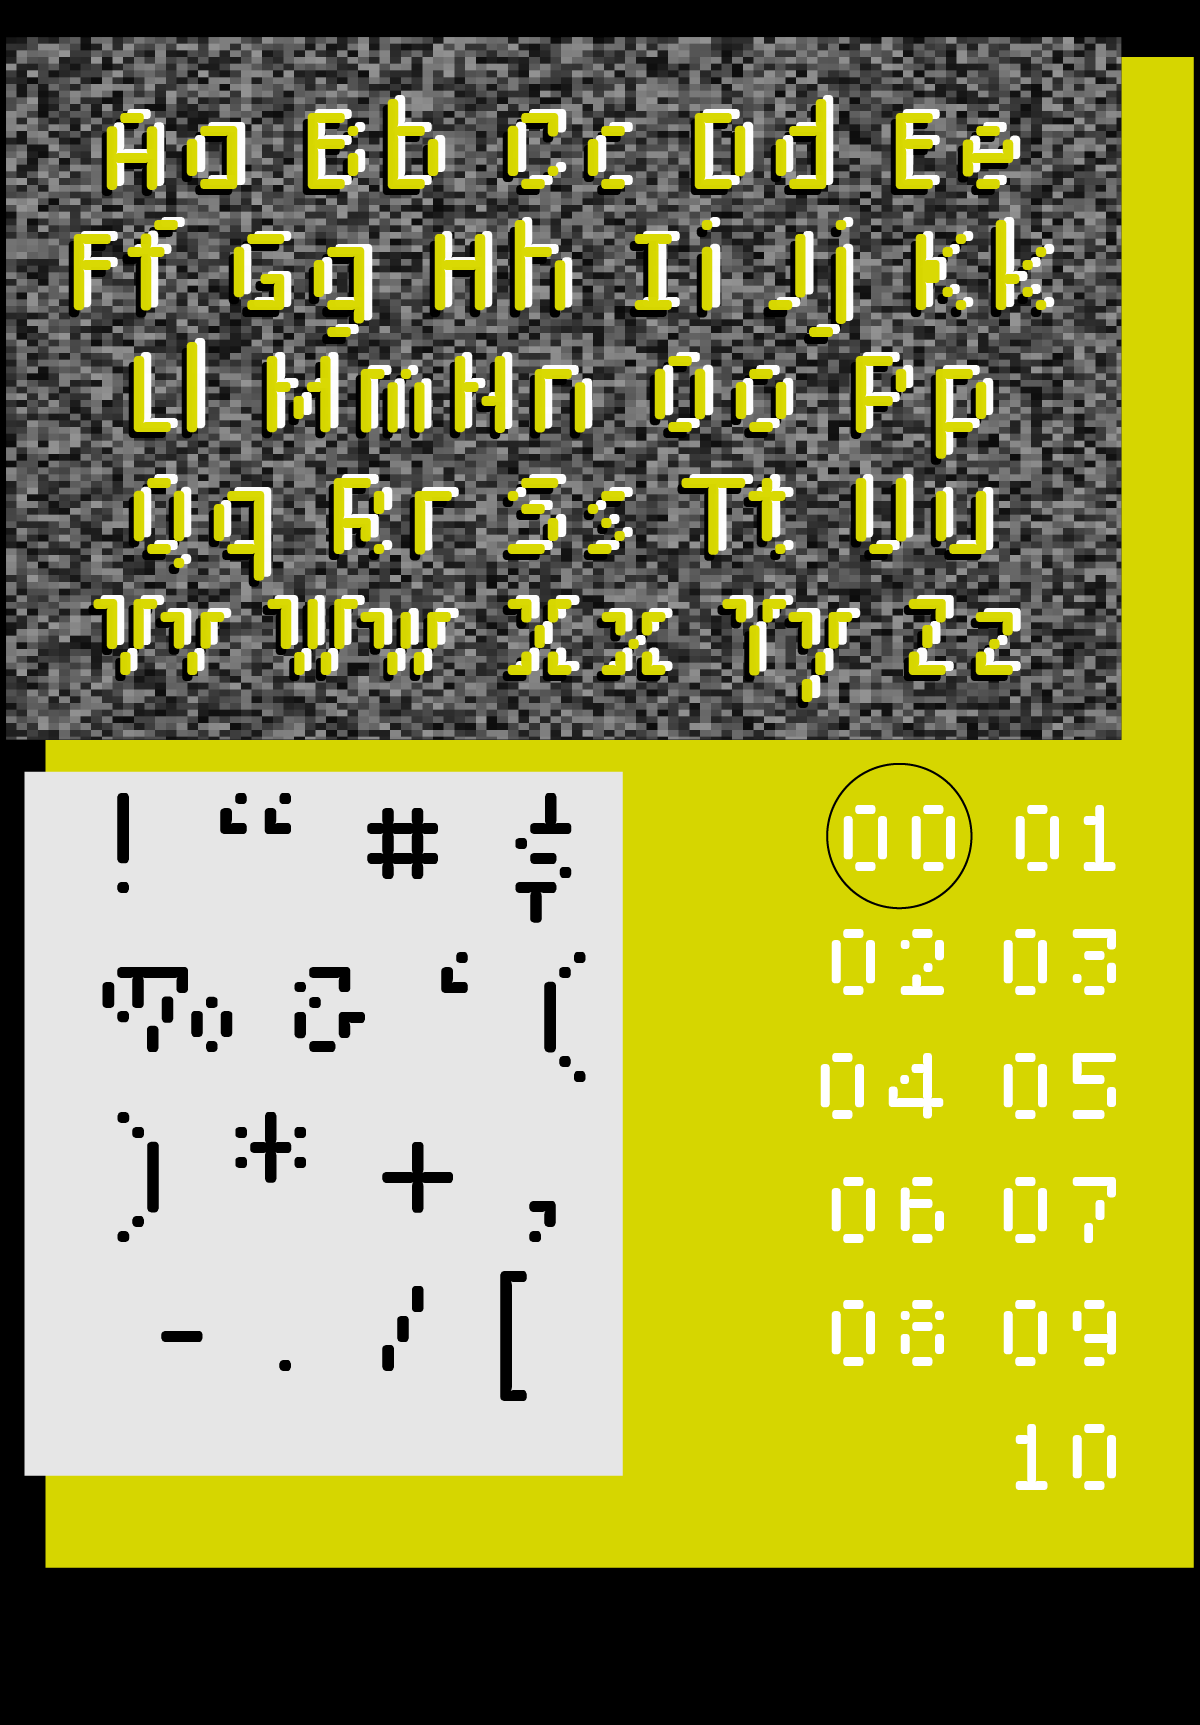 Aa Bb Cc Dd Ee
Ff Gg Hh Ii Jj Kk
Ll Mm Nn Oo Pp
Qq Rr Ss Tt Uu
Vv Ww Xx Yy Zz
! “ # $
% & ‘ (
) * + ,
- . / [
00 01
02 03
04 05
06 07
08 09
10